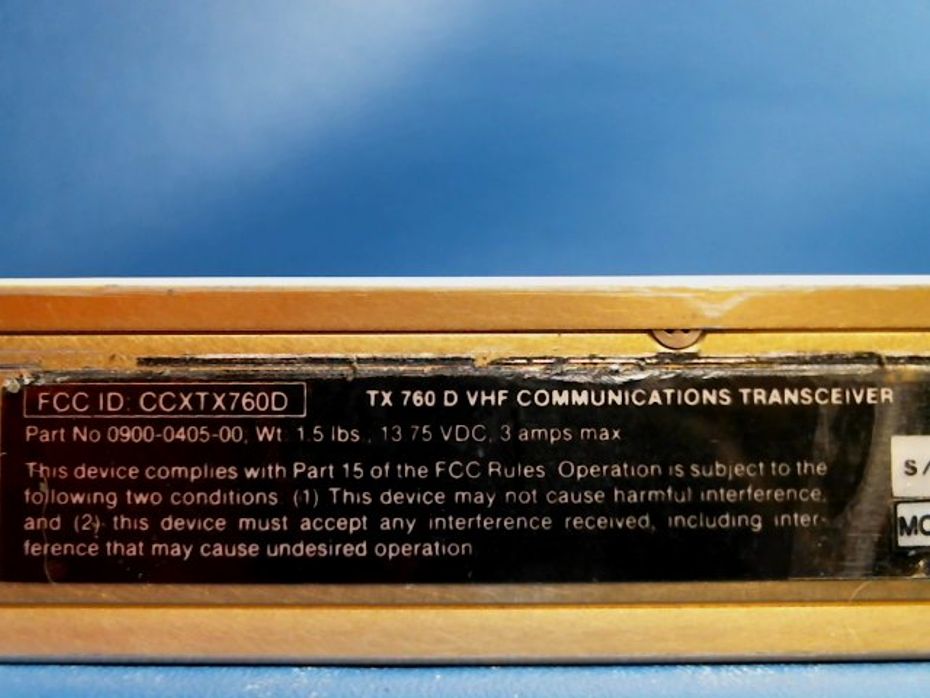 FCC ID: CCXTX760D
TX 760 D VHF COMMUNICATIONS TRANSCEIVER
Part No 0900-0405-00, Wt. 1.5 lbs., 13.75 VDC, 3 amps max
This device complies with Part 15 of the FCC Rules. Operation is subject to the
following two conditions: (1) This device may not cause harmful interference,
and (2) this device must accept any interference received, including inter-
ference that may cause undesired operation
S/
MO